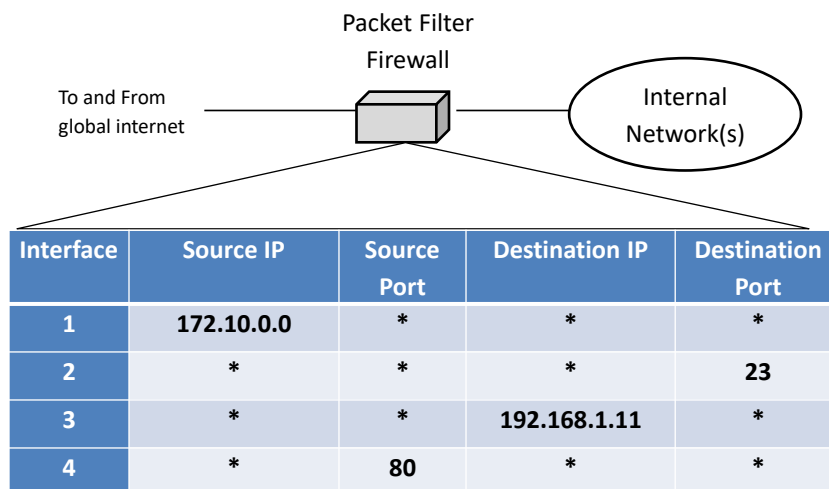 Packet Filter
Firewall
To and From
global internet
Internal
Network(s)
Interface Source IP Source Port Destination IP Destination Port
1 172.10.0.0 * * *
2 * * * 23
3 * * 192.168.1.11 *
4 * 80 * *